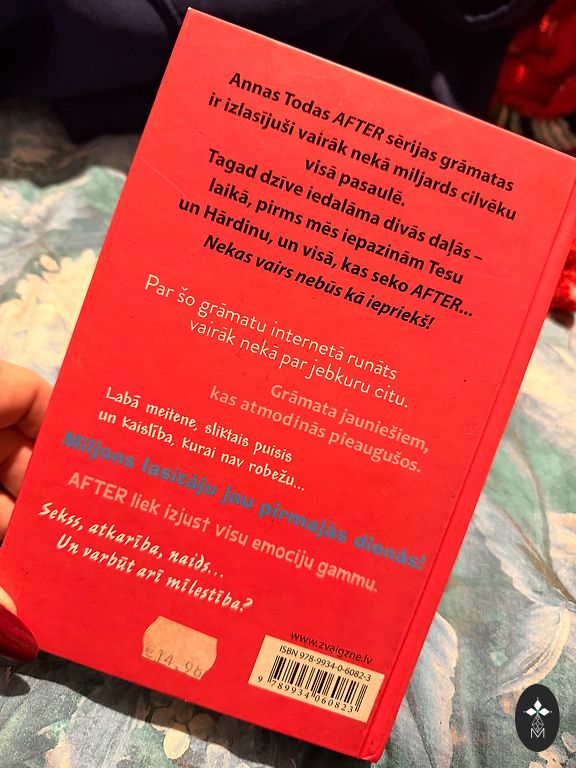 Annas Todas AFTER sērijas grāmatas
ir izlasījuši vairāk nekā miljards cilvēku
visā pasaulē.
Tagad dzīve iedalāma divās daļās –
laikā, pirms mēs iepazinām Tesu
un Hārdinu, un visā, kas seko AFTER...
Nekas vairs nebūs kā iepriekš!
Par šo grāmatu internetā runāts
vairāk nekā par jebkuru citu.
Grāmata jauniešiem,
kas atmodinās pieaugušos.
Labā meitene, sliktais puisis
un kaislība, kurai nav robežu...
Miljons lasītāju jau pirmajās dienās!
AFTER liek izjust visu emociju gammu.
Sekss, atkarība, naids...
Un varbūt arī mīlestība?
€14.98
www.zvaigzne.lv
ISBN 978-9934-0-6082-3
9 789934 060823
M